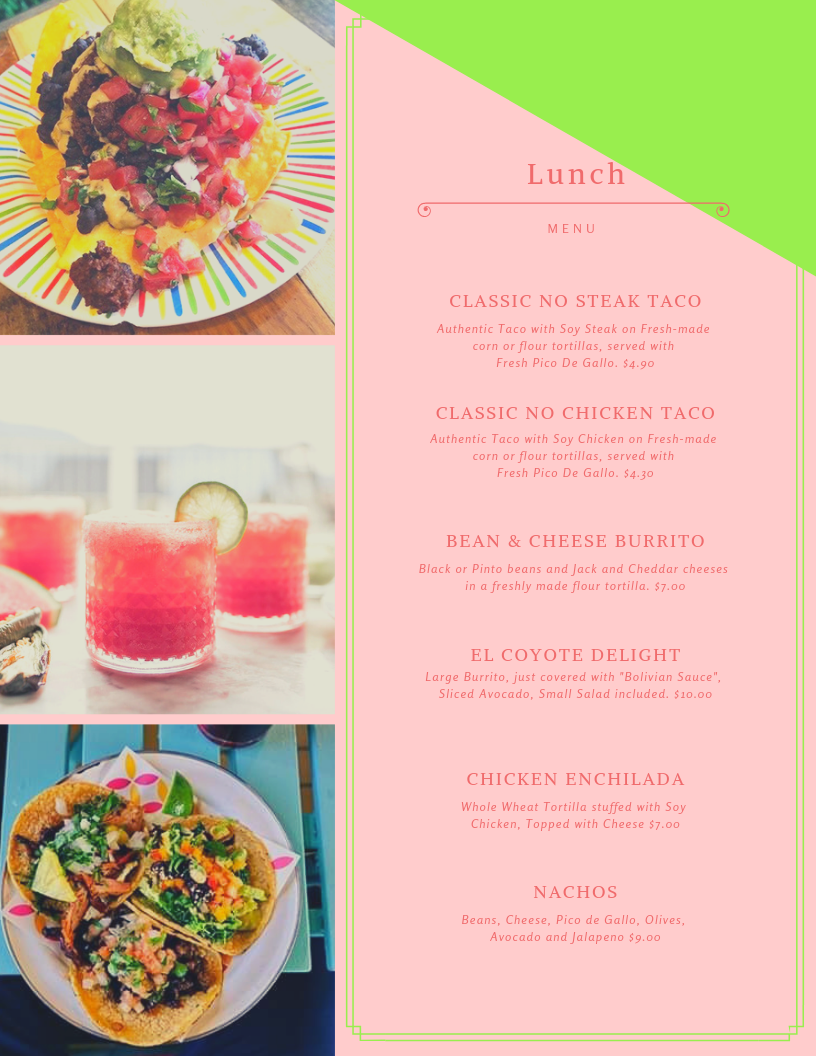 Lunch
MENU
CLASSIC NO STEAK TACO
Authentic Taco with Soy Steak on Fresh-made
corn or flour tortillas, served with
Fresh Pico De Gallo. $4.90
CLASSIC NO CHICKEN TACO
Authentic Taco with Soy Chicken on Fresh-made
corn or flour tortillas, served with
Fresh Pico De Gallo. $4.30
BEAN & CHEESE BURRITO
Black or Pinto beans and Jack and Cheddar cheeses
in a freshly made flour tortilla. $7.00
EL COYOTE DELIGHT
Large Burrito, just covered with "Bolivian Sauce",
Sliced Avocado, Small Salad included. $10.00
CHICKEN ENCHILADA
Whole Wheat Tortilla stuffed with Soy
Chicken, Topped with Cheese $7.00
NACHOS
Beans, Cheese, Pico de Gallo, Olives,
Avocado and Jalapeno $9.00